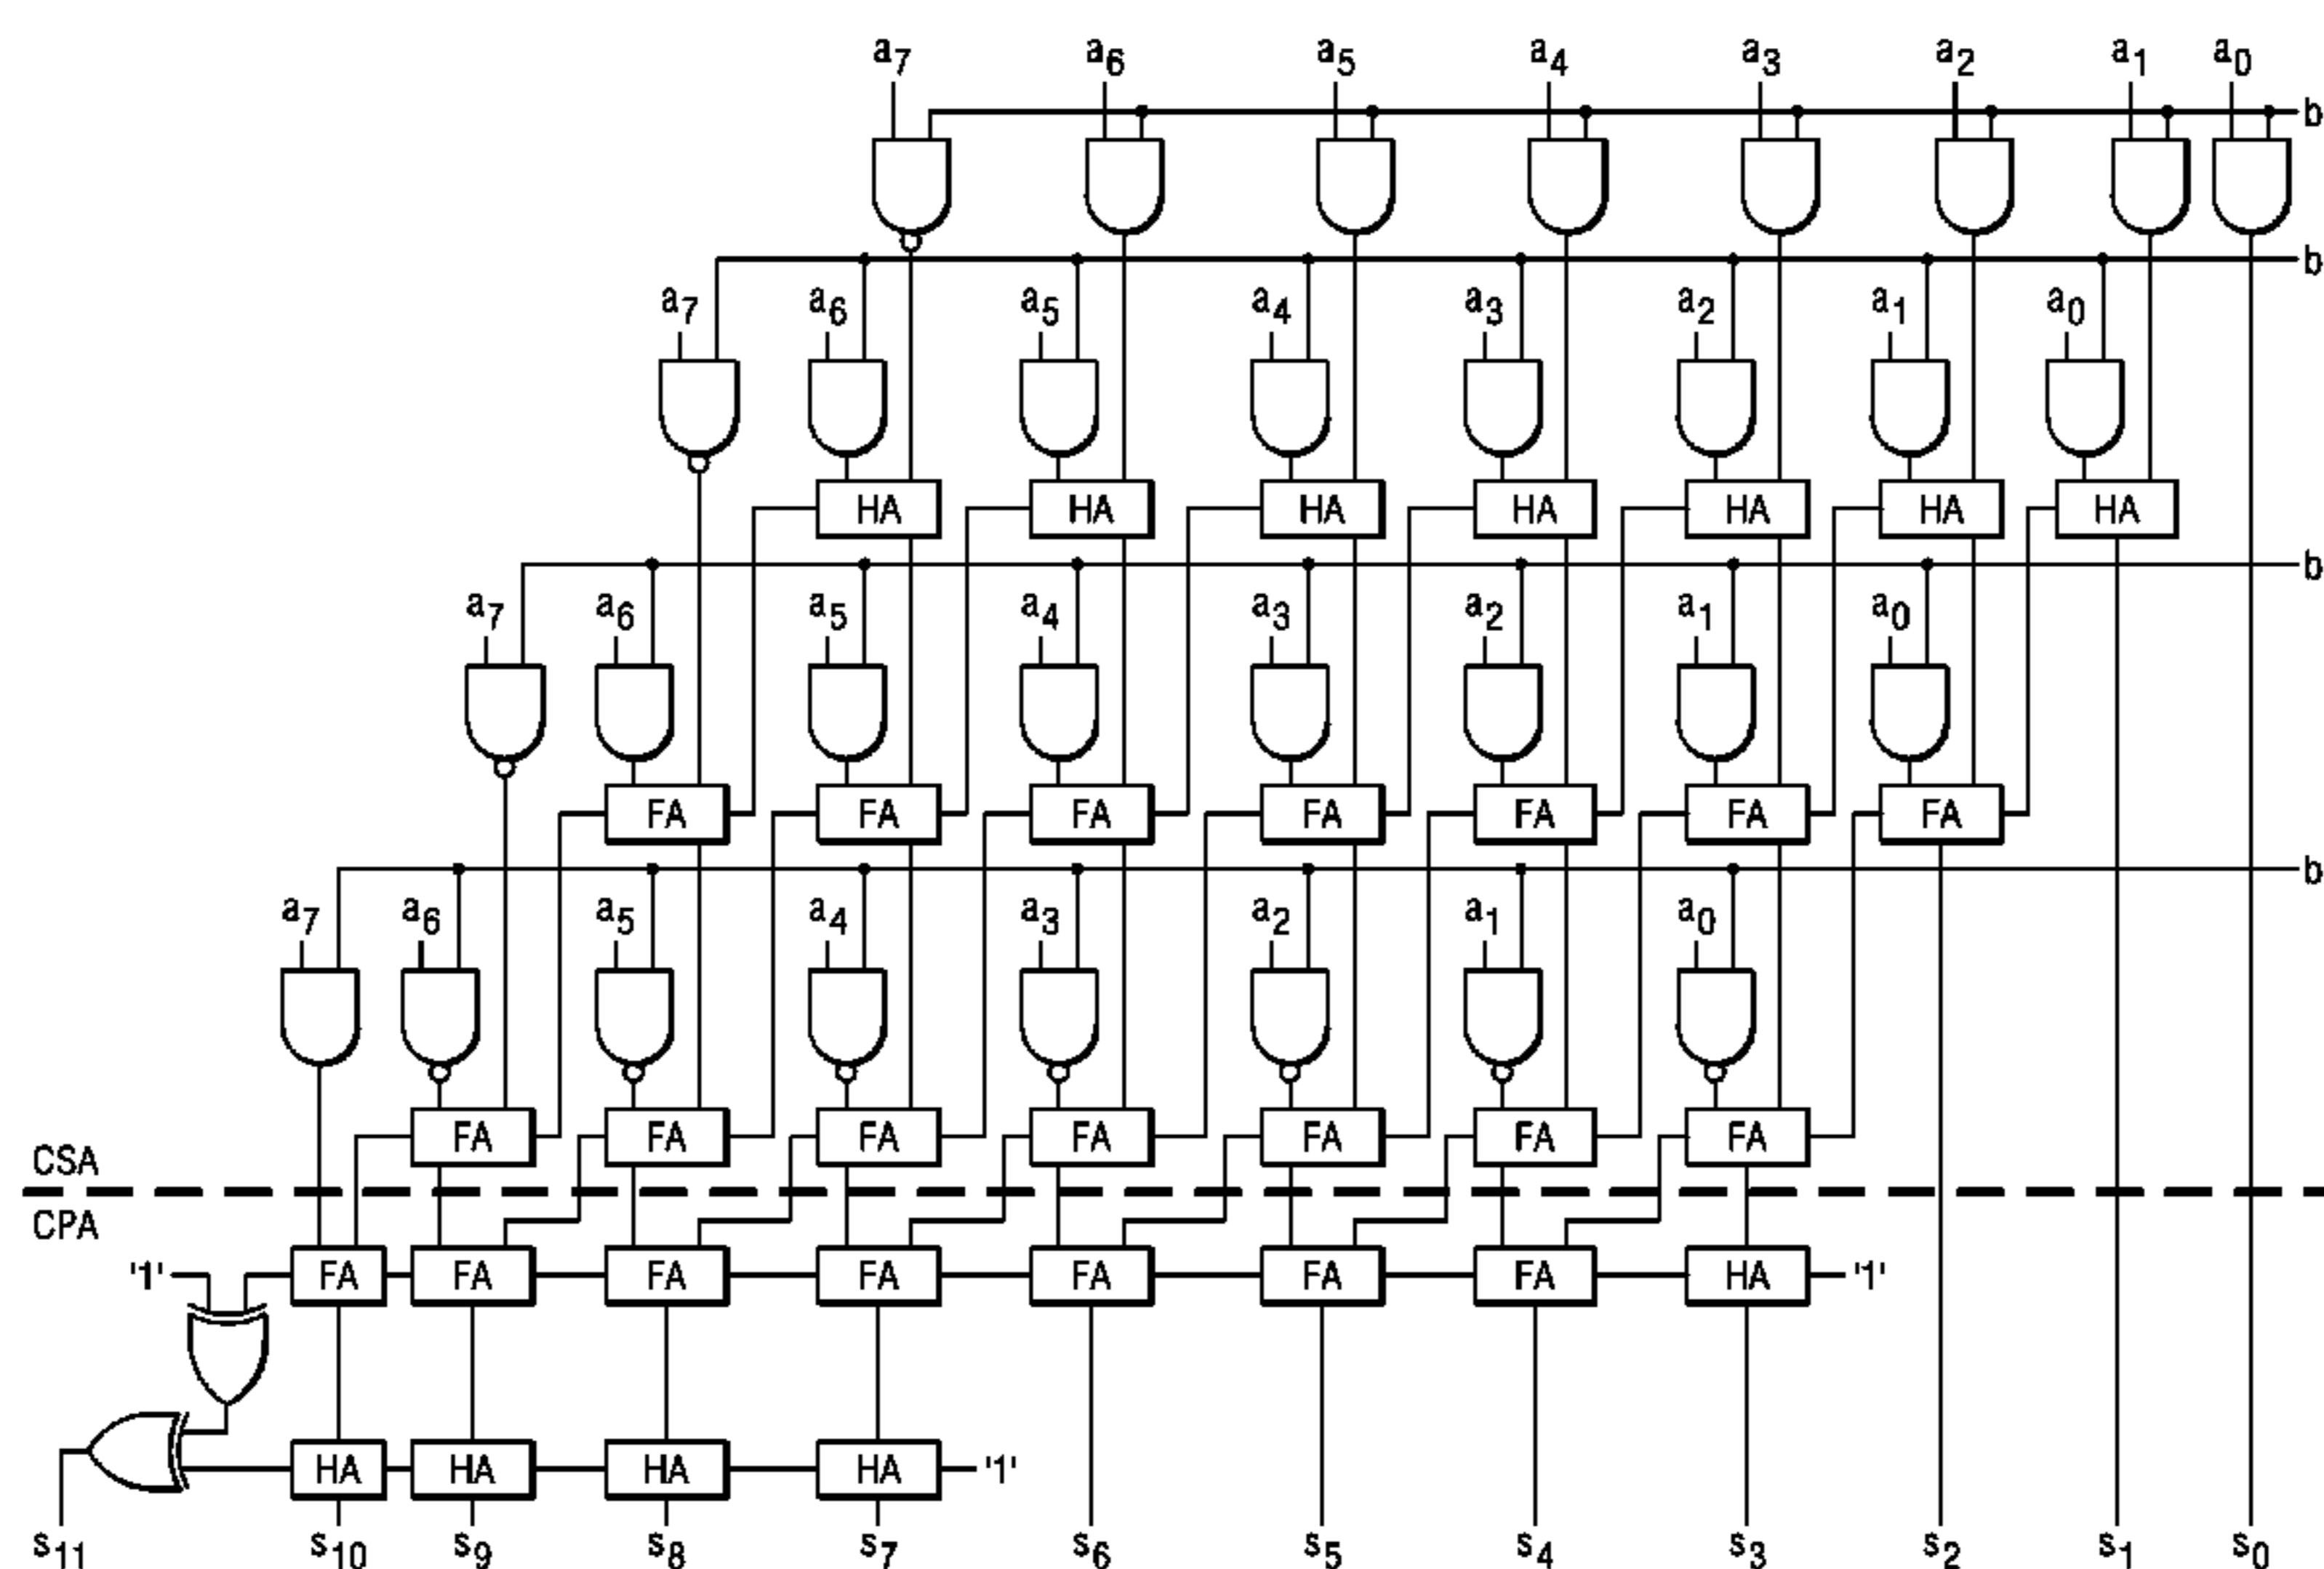 a7 a6 a5 a4 a3 a2 a1 a0
b
b
a7 a6 a5 a4 a3 a2 a1 a0
HA HA HA HA HA HA HA
b
a7 a6 a5 a4 a3 a2 a1 a0
FA FA FA FA FA FA FA
b
a7 a6 a5 a4 a3 a2 a1 a0
FA FA FA FA FA FA FA
CSA
CPA
'1' FA FA FA FA FA FA FA HA '1'
HA HA HA HA '1'
s11 s10 s9 s8 s7 s6 s5 s4 s3 s2 s1 s0